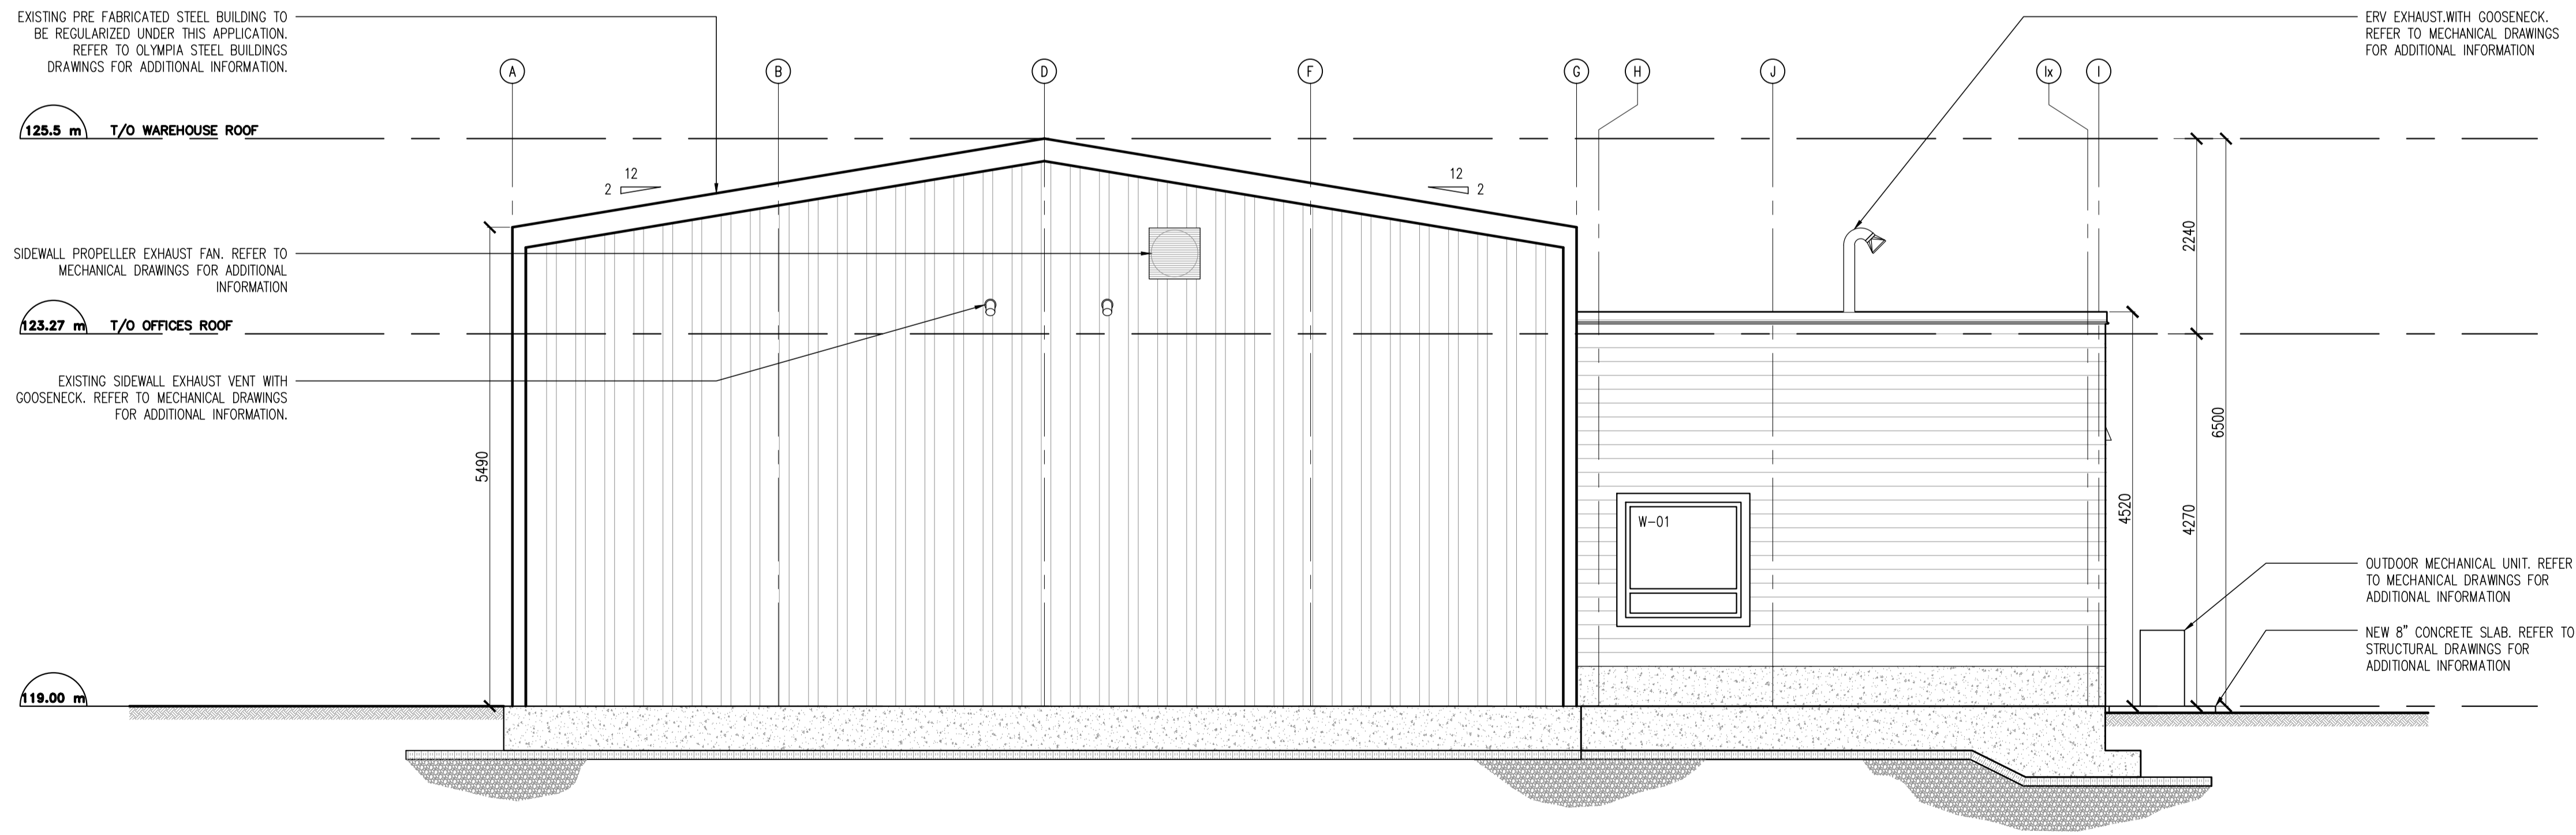 EXISTING PRE FABRICATED STEEL BUILDING TO
BE REGULARIZED UNDER THIS APPLICATION.
REFER TO OLYMPIA STEEL BUILDINGS
DRAWINGS FOR ADDITIONAL INFORMATION.
ERV EXHAUST.WITH GOOSENECK.
REFER TO MECHANICAL DRAWINGS
FOR ADDITIONAL INFORMATION
A
B
D
F
G
H
J
Ix
I
125.5 m T/O WAREHOUSE ROOF
12
2
12
2
2240
SIDEWALL PROPELLER EXHAUST FAN. REFER TO
MECHANICAL DRAWINGS FOR ADDITIONAL
INFORMATION
123.27 m T/O OFFICES ROOF
EXISTING SIDEWALL EXHAUST VENT WITH
GOOSENECK. REFER TO MECHANICAL DRAWINGS
FOR ADDITIONAL INFORMATION.
5490
6500
4520
4270
W-01
OUTDOOR MECHANICAL UNIT. REFER
TO MECHANICAL DRAWINGS FOR
ADDITIONAL INFORMATION
NEW 8" CONCRETE SLAB. REFER TO
STRUCTURAL DRAWINGS FOR
ADDITIONAL INFORMATION
119.00 m